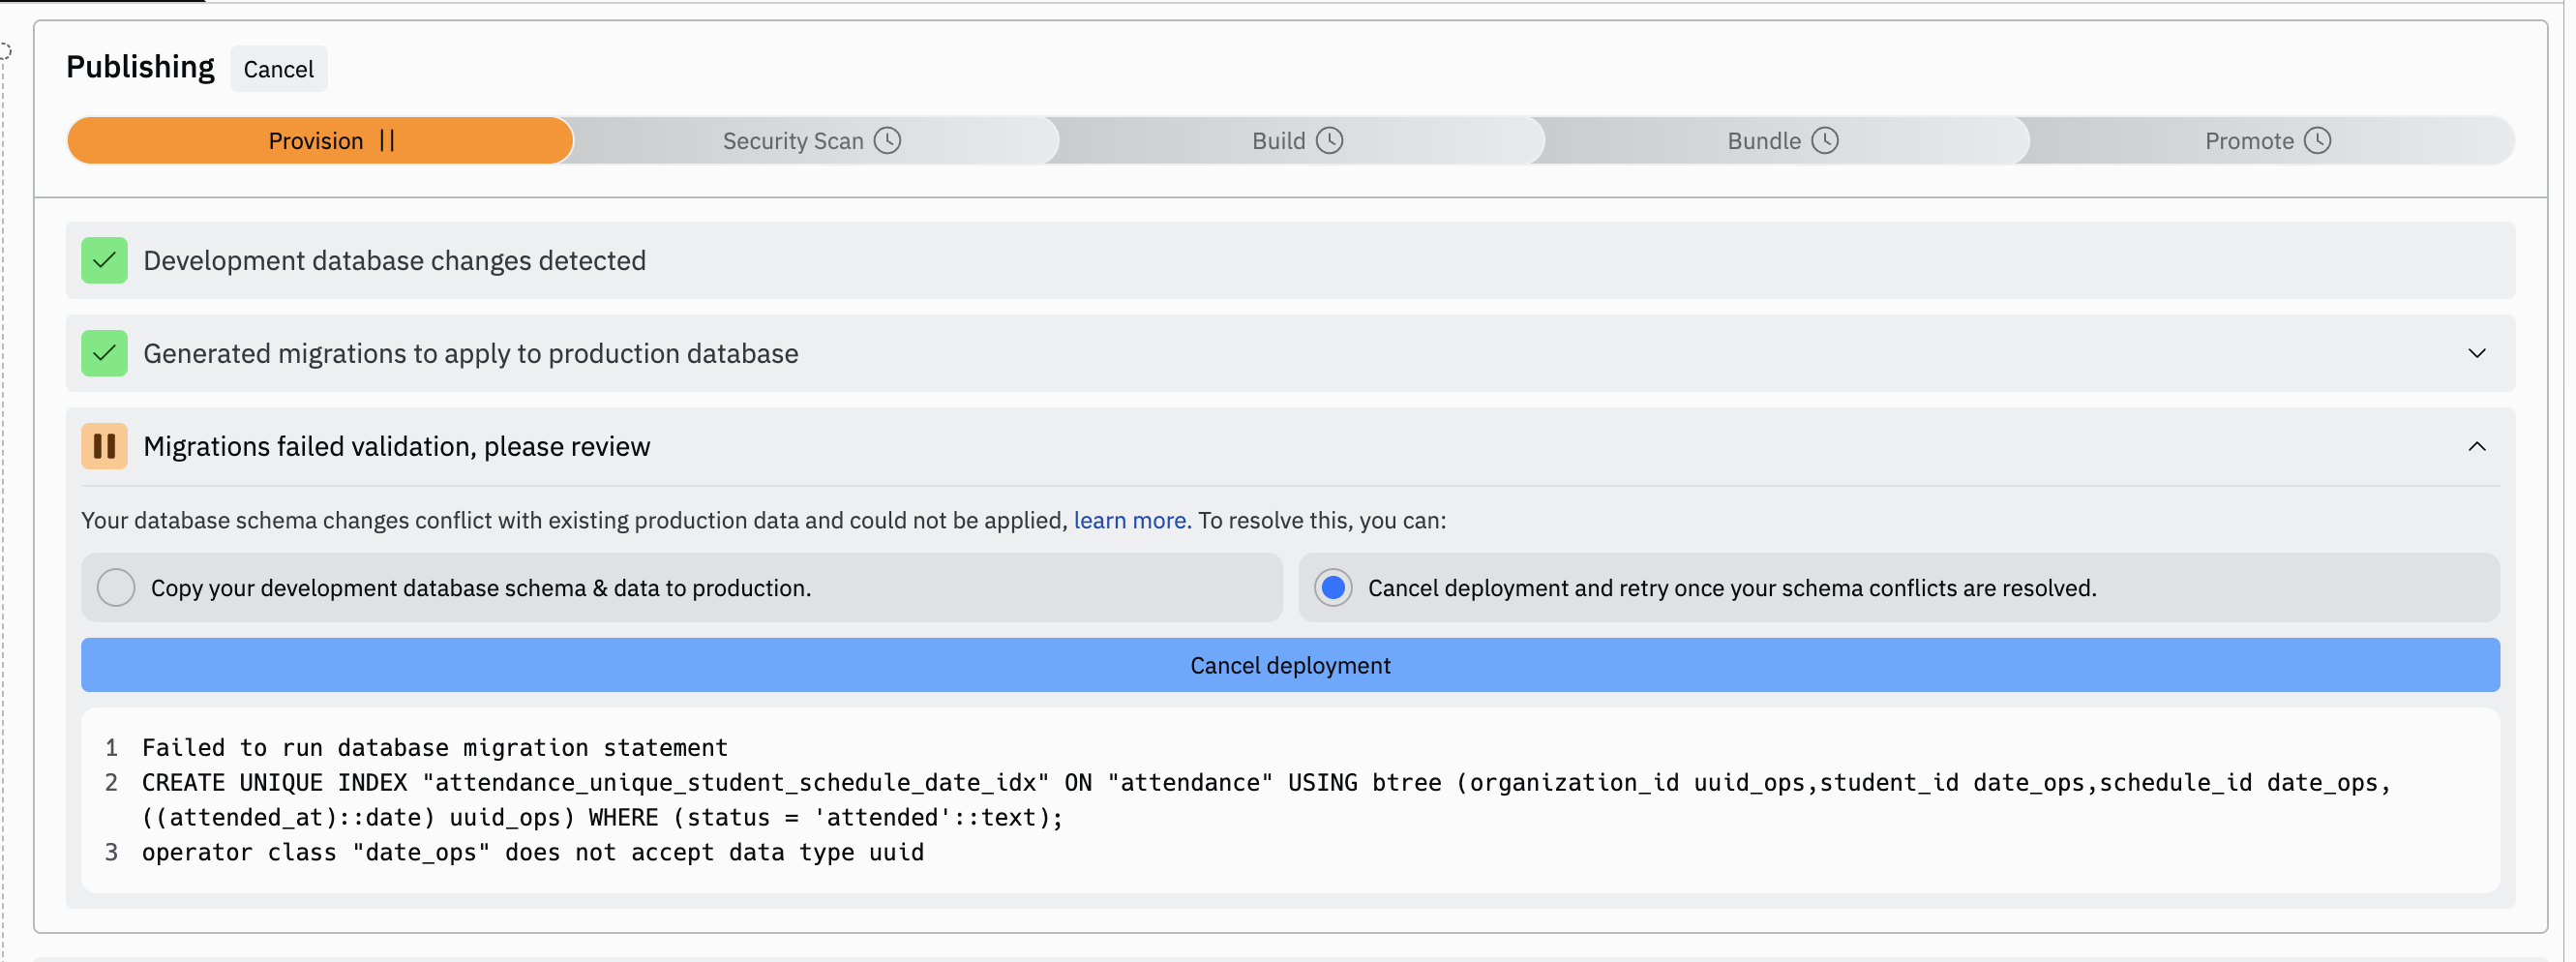 Publishing Cancel
Provision Security Scan Build Bundle Promote
Development database changes detected
Generated migrations to apply to production database
Migrations failed validation, please review
Your database schema changes conflict with existing production data and could not be applied, learn more. To resolve this, you can:
Copy your development database schema & data to production. Cancel deployment and retry once your schema conflicts are resolved.
Cancel deployment
1 Failed to run database migration statement
2 CREATE UNIQUE INDEX "attendance_unique_student_schedule_date_idx" ON "attendance" USING btree (organization_id uuid_ops,student_id date_ops,schedule_id date_ops,
((attended_at)::date) uuid_ops) WHERE (status = 'attended'::text);
3 operator class "date_ops" does not accept data type uuid